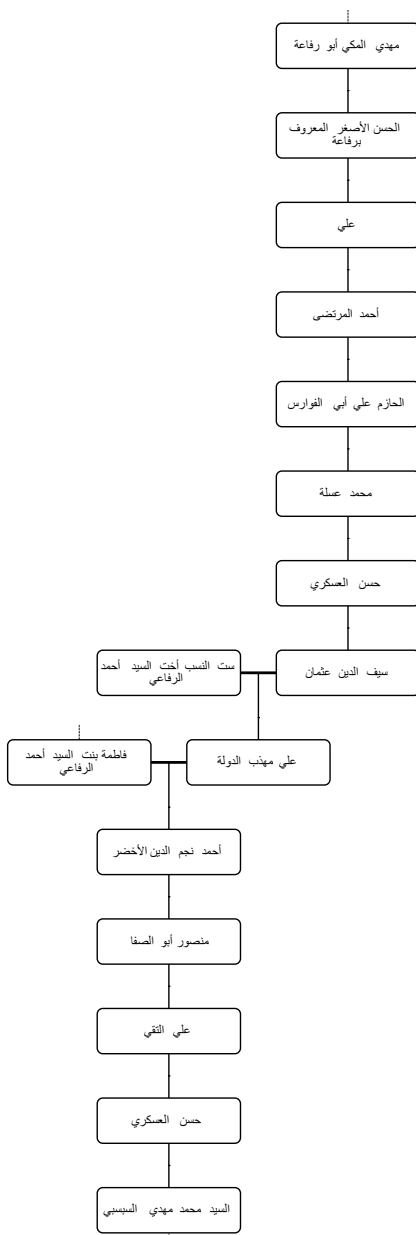 مهدي المكي أبو رفاعة
الحسن الأصغر المعروف
برفاعة
علي
أحمد المرتضى
الحازم علي أبي الفوارس
محمد عسلة
حسن العسكري
سيف الدين عثمان
ست النسب أخت السيد أحمد
الرفاعي
علي مهذب الدولة
فاطمة بنت السيد أحمد
الرفاعي
أحمد نجم الدين الأخضر
منصور أبو الصفا
علي التقي
حسن العسكري
السيد محمد مهدي السبسبي